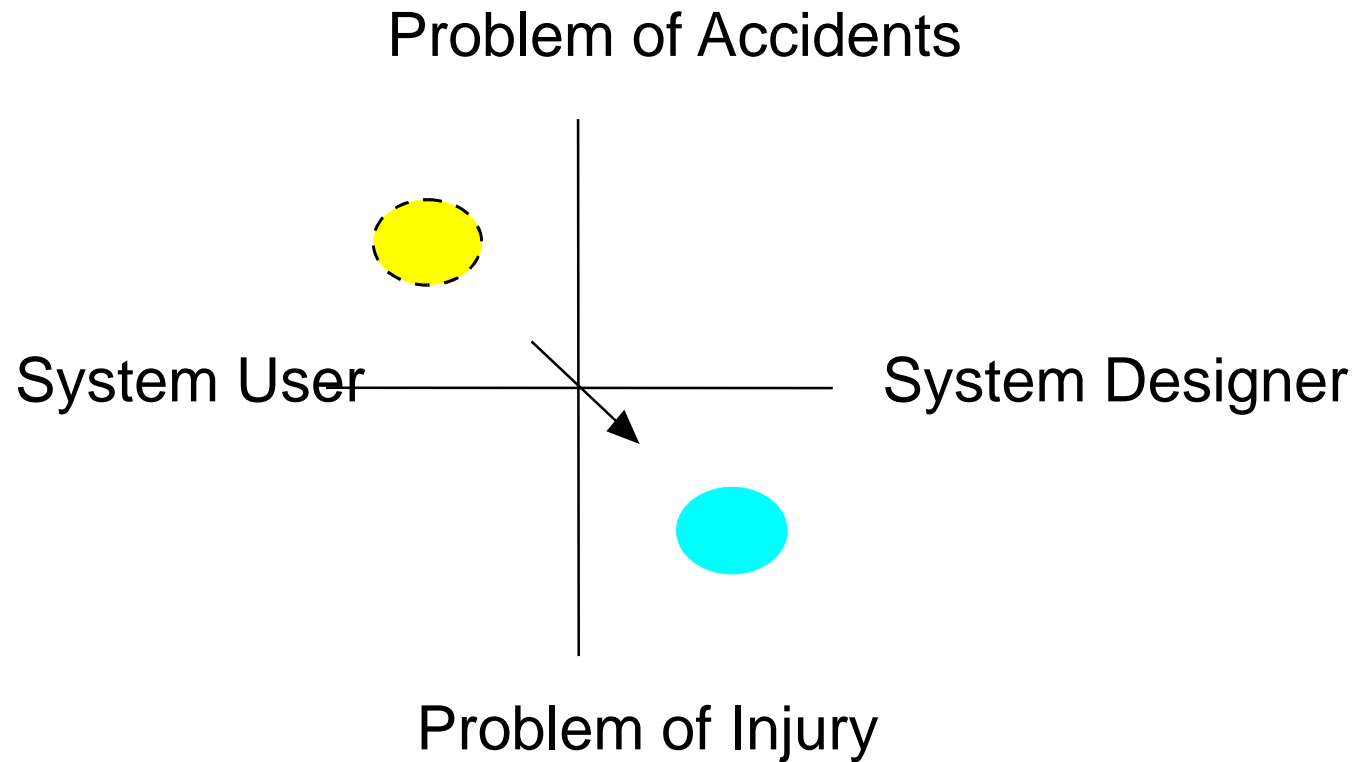 Problem of Accidents
System User
System Designer
Problem of Injury